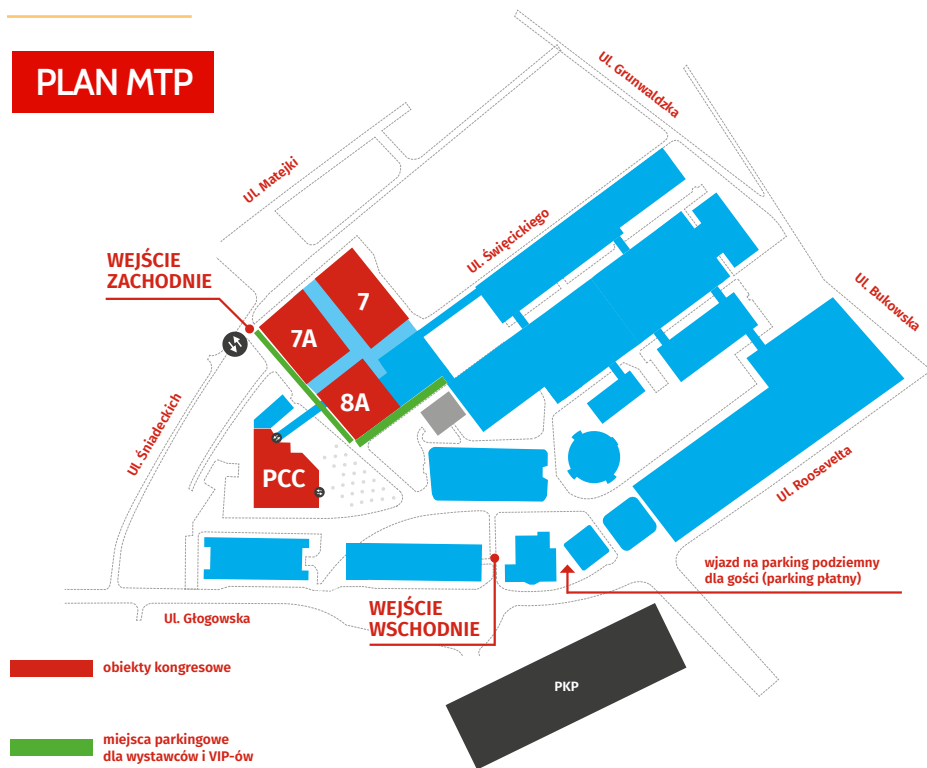 PLAN MTP
Ul. Grunwaldzka
Ul. Matejki
Ul. Święcickiego
WEJŚCIE
ZACHODNIE
Ul. Bukowska
7
7A
8A
Ul. Śniadeckich
PCC
Ul. Roosevelta
wjazd na parking podziemny
dla gości (parking płatny)
WEJŚCIE
WSCHODNIE
Ul. Głogowska
obiekty kongresowe
PKP
miejsca parkingowe
dla wystawców i VIP-ów